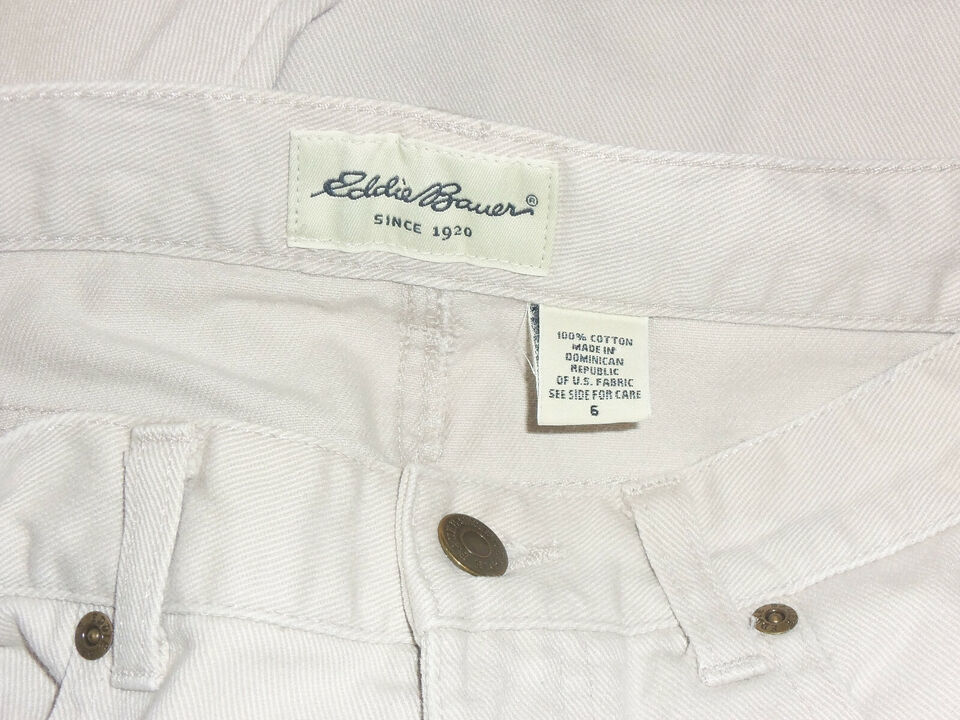 Eddie Bauer®
SINCE 1920
100% COTTON
MADE IN
DOMINICAN
REPUBLIC
OF U.S. FABRIC
SEE SIDE FOR CARE
6